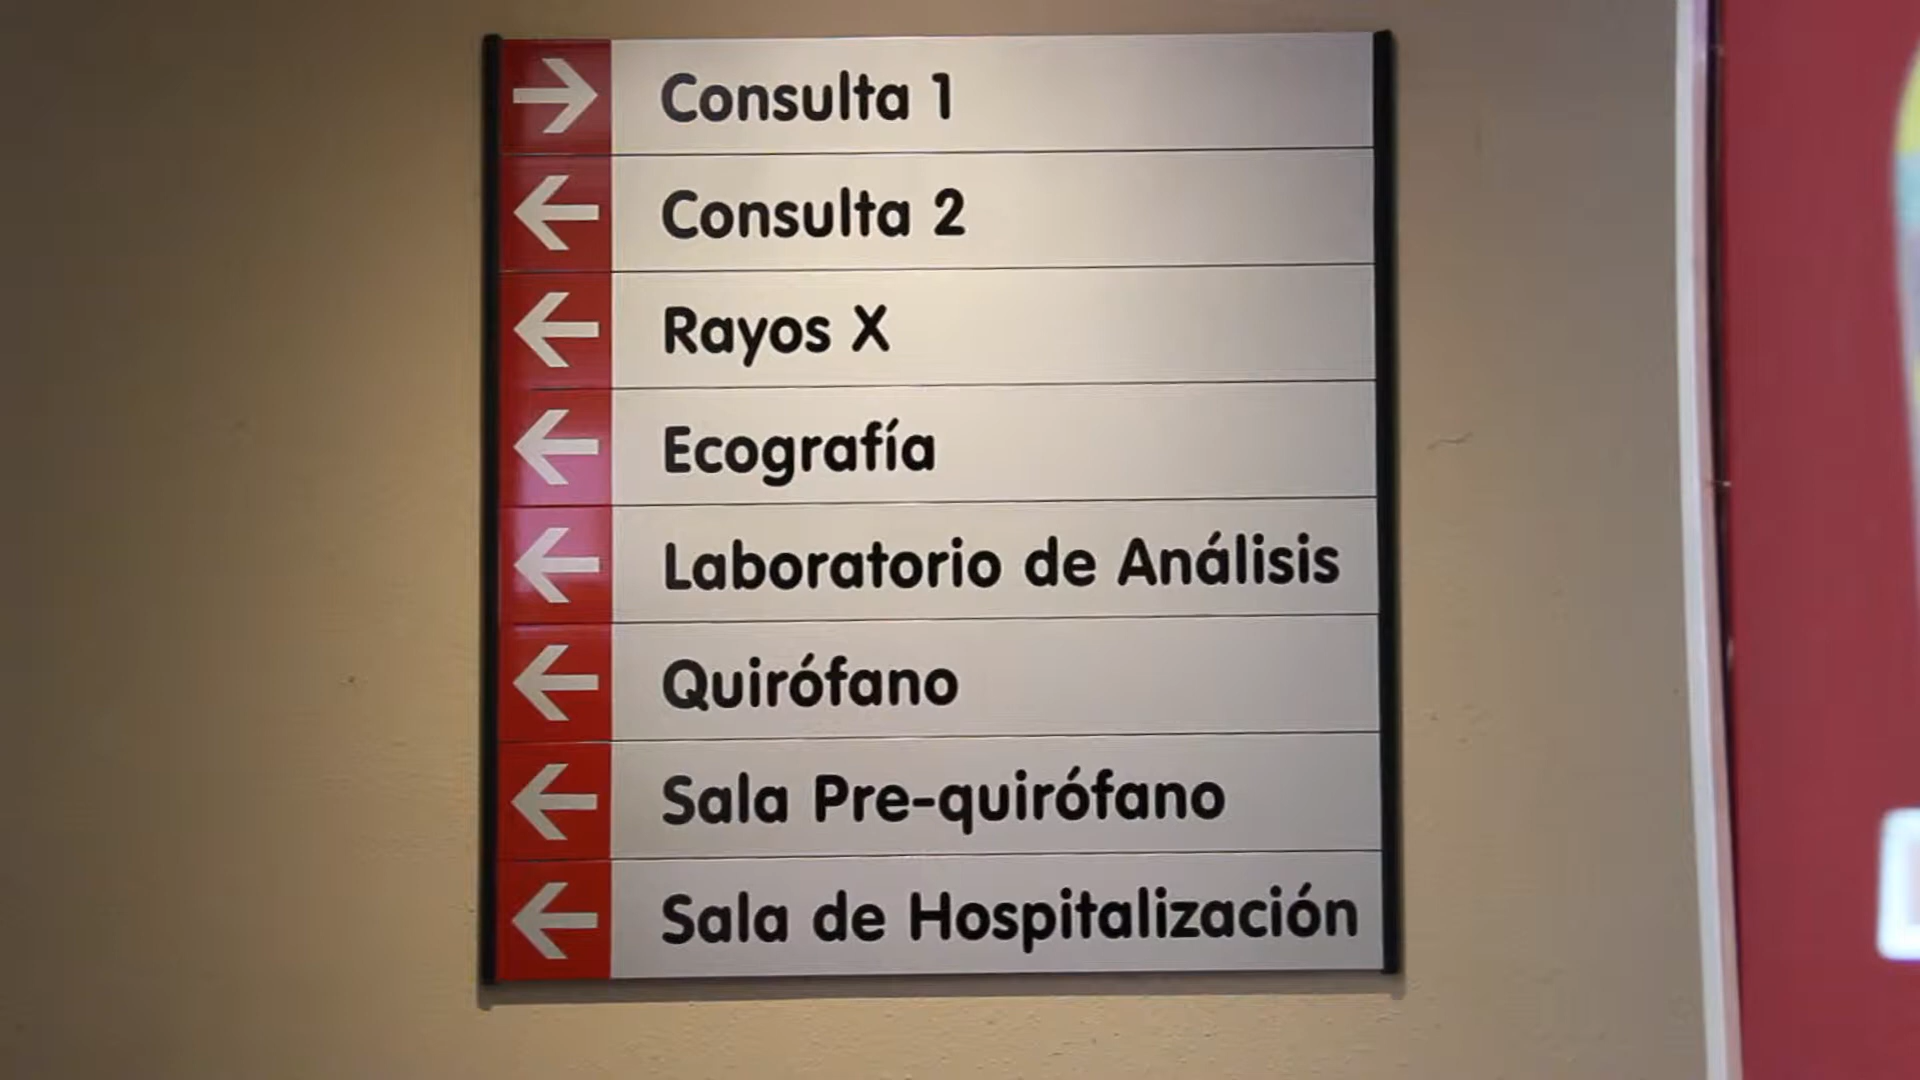 Consulta 1
Consulta 2
Rayos X
Ecografía
Laboratorio de Análisis
Quirófano
Sala Pre-quirófano
Sala de Hospitalización